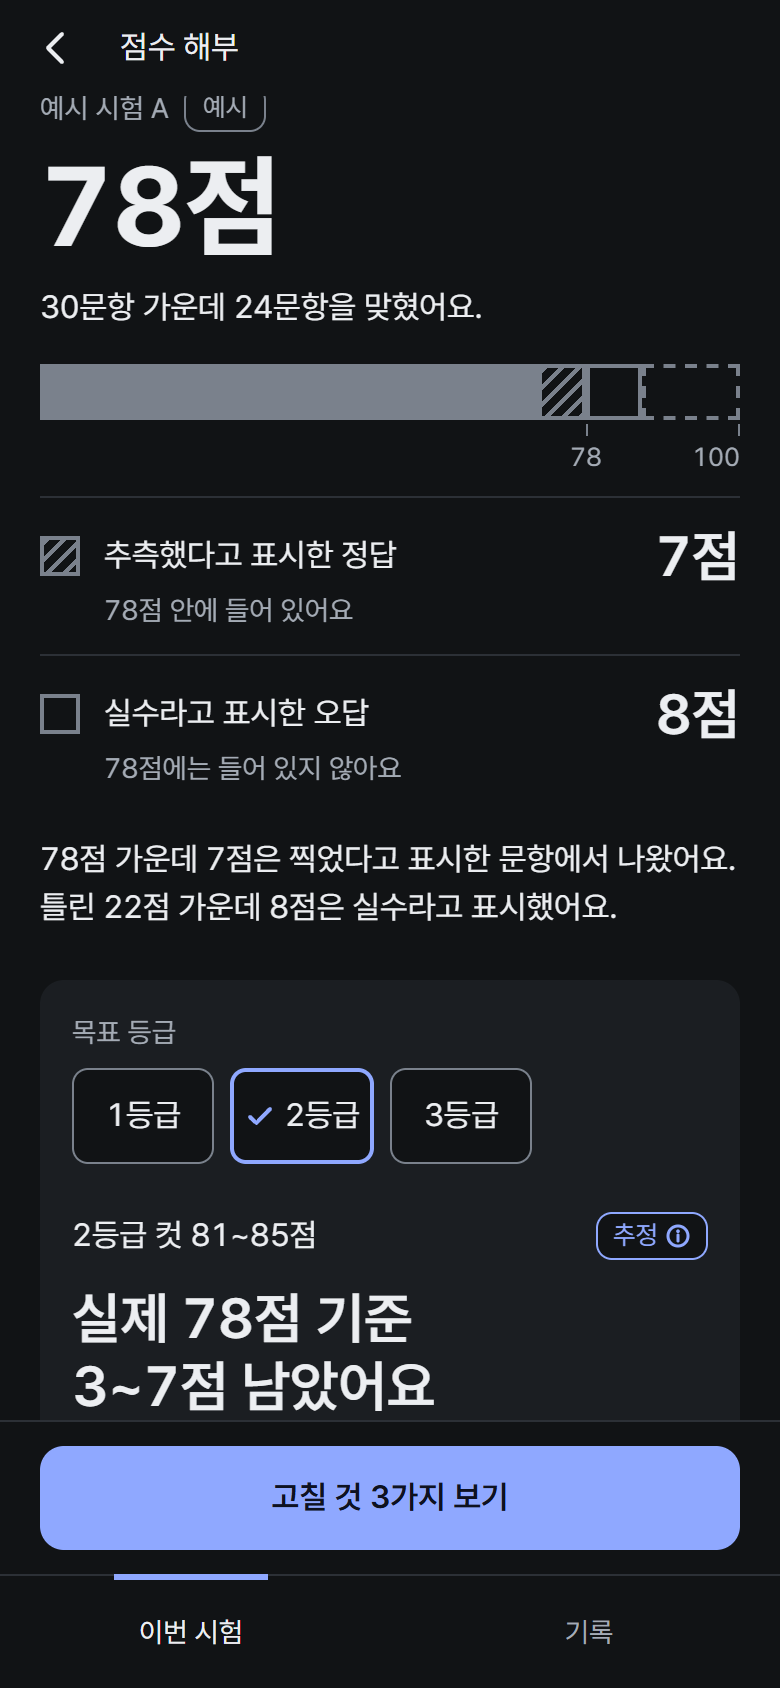 점수 해부
예시 시험 A 예시
78점
30문항 가운데 24문항을 맞혔어요.
78 100
추측했다고 표시한 정답 7점
78점 안에 들어 있어요
실수라고 표시한 오답 8점
78점에는 들어 있지 않아요
78점 가운데 7점은 찍었다고 표시한 문항에서 나왔어요.
틀린 22점 가운데 8점은 실수라고 표시했어요.
목표 등급
1등급 2등급 3등급
2등급 컷 81~85점 추정
실제 78점 기준
3~7점 남았어요
고칠 것 3가지 보기
이번 시험 기록